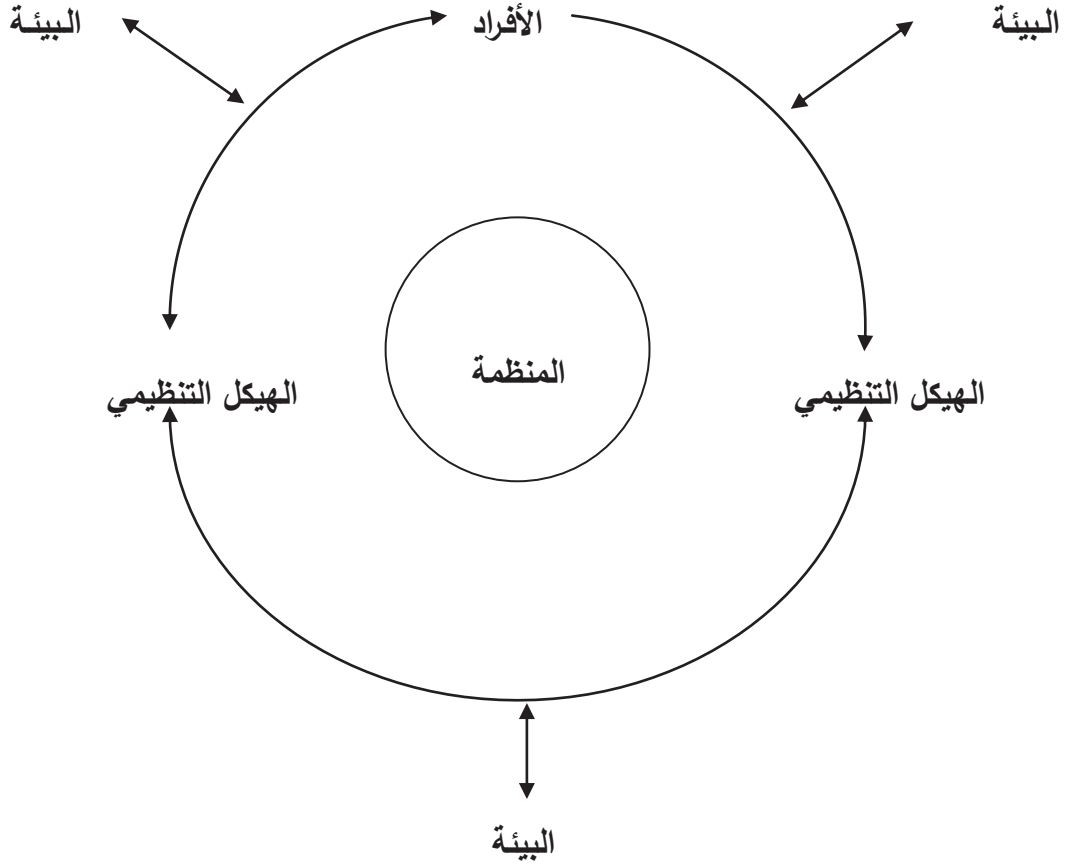 البيئة
الأفراد
البيئة
المنظمة
الهيكل التنظيمي
الهيكل التنظيمي
البيئة